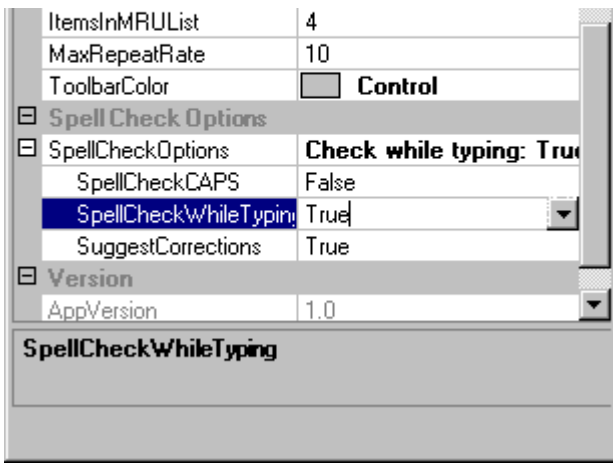 ItemsInMRUList 4
MaxRepeatRate 10
ToolbarColor Control
Spell Check Options
SpellCheckOptions Check while typing: True
SpellCheckCAPS False
SpellCheckWhileTyping True
SuggestCorrections True
Version
AppVersion 1.0
SpellCheckWhileTyping